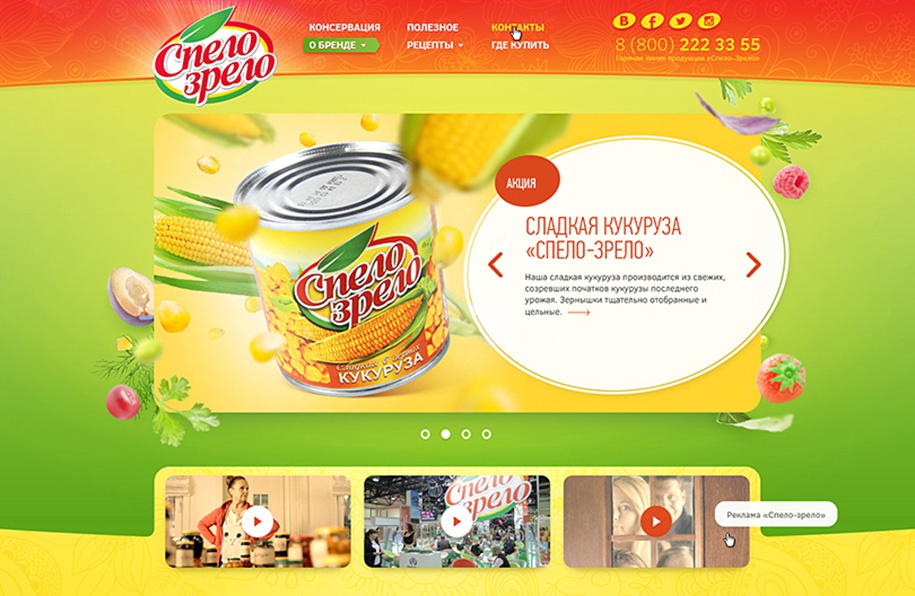 Спело
зрело
КОНСЕРВАЦИЯ
ПОЛЕЗНОЕ
КОНТАКТЫ
О БРЕНДЕ
РЕЦЕПТЫ
ГДЕ КУПИТЬ
8 (800) 222 33 55
Горячая линия продукции «Спело-Зрело»
Спело
зрело
Сладкая в зернах
КУКУРУЗА
АКЦИЯ
СЛАДКАЯ КУКУРУЗА
«СПЕЛО-ЗРЕЛО»
Наша сладкая кукуруза производится из свежих,
созревших початков кукурузы последнего
урожая. Зернышки тщательно отобранные и
цельные.
Спело
зрело
Реклама «Спело-зрело»